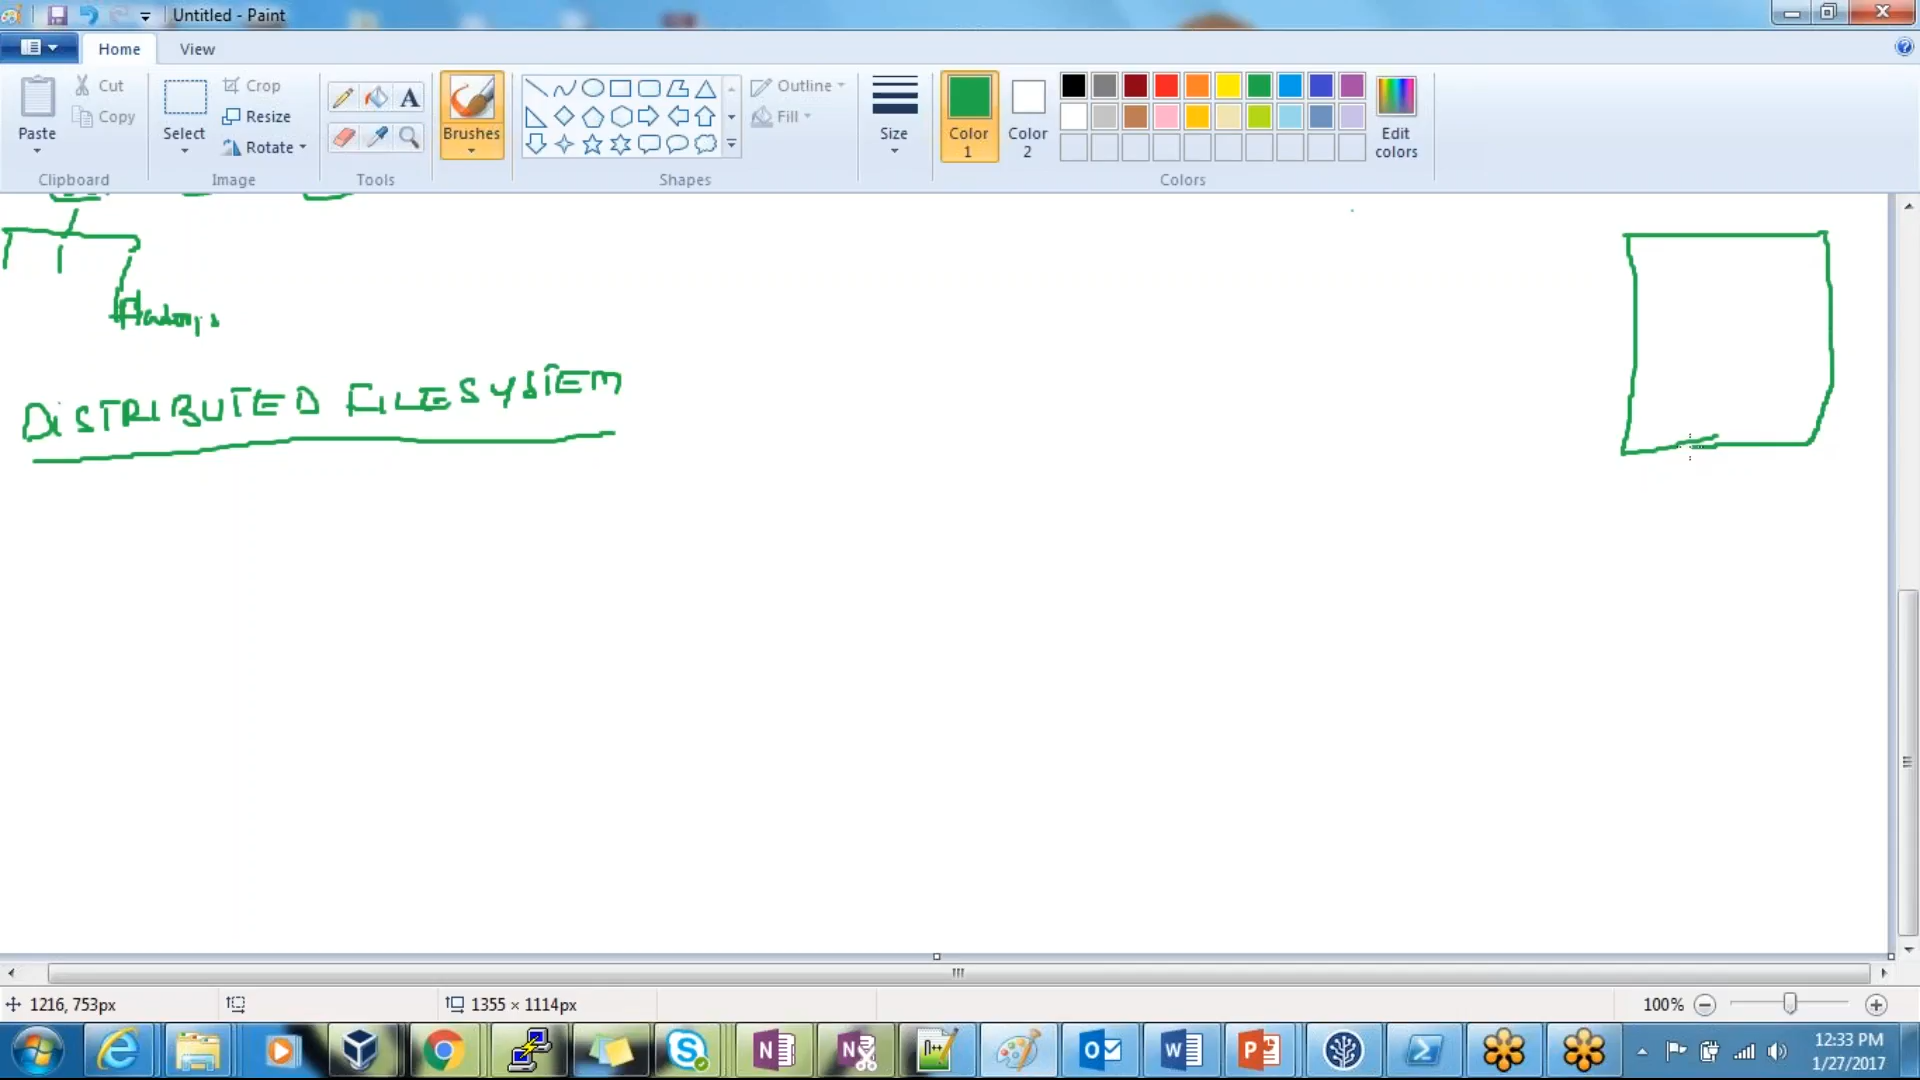 Untitled - Paint
Home View
Cut
Copy
Paste
Clipboard
Select
Crop
Resize
Rotate
Image
Tools
Brushes
Shapes
Outline
Fill
Size
Color 1
Color 2
Edit colors
Colors
DiSTRIBUTED FILESYSTEM
1216, 753px
1355 × 1114px
100%
12:33 PM
1/27/2017